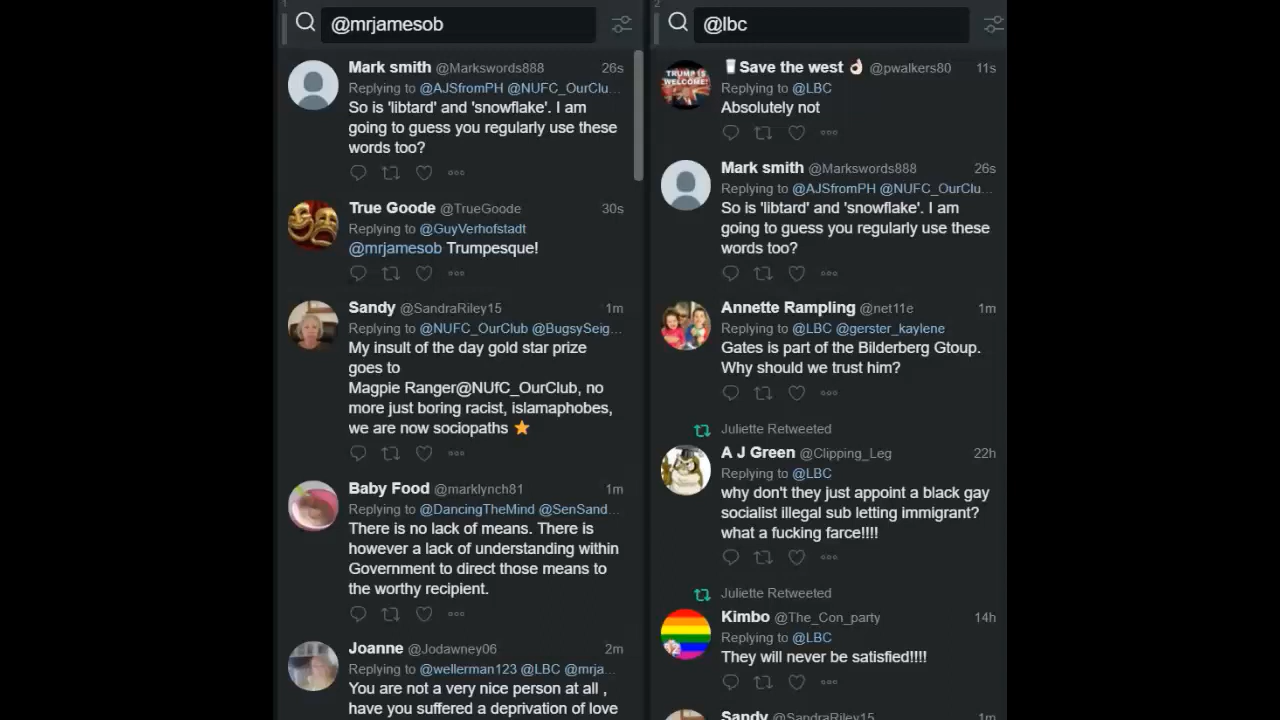 1
@mrjamesob
Mark smith @Markswords888 26s
Replying to @AJSfromPH @NUFC_OurClu...
So is 'libtard' and 'snowflake'. I am
going to guess you regularly use these
words too?
True Goode @TrueGoode 30s
Replying to @GuyVerhofstadt
@mrjamesob Trumpesque!
Sandy @SandraRiley15 1m
Replying to @NUFC_OurClub @BugsySeig...
My insult of the day gold star prize
goes to
Magpie Ranger@NUfC_OurClub, no
more just boring racist, islamaphobes,
we are now sociopaths ⭐
Baby Food @marklynch81 1m
Replying to @DancingTheMind @SenSand...
There is no lack of means. There is
however a lack of understanding within
Government to direct those means to
the worthy recipient.
Joanne @Jodawney06 2m
Replying to @wellerman123 @LBC @mrja...
You are not a very nice person at all ,
have you suffered a deprivation of love
2
@lbc
🥛Save the west 👌🏻 @pwalkers80 11s
TRUMP IS
WELCOME!
Replying to @LBC
Absolutely not
Mark smith @Markswords888 26s
Replying to @AJSfromPH @NUFC_OurClu...
So is 'libtard' and 'snowflake'. I am
going to guess you regularly use these
words too?
Annette Rampling @net11e 1m
Replying to @LBC @gerster_kaylene
Gates is part of the Bilderberg Gtoup.
Why should we trust him?
Juliette Retweeted
A J Green @Clipping_Leg 22h
Replying to @LBC
why don't they just appoint a black gay
socialist illegal sub letting immigrant?
what a fucking farce!!!!
Juliette Retweeted
Kimbo @The_Con_party 14h
Replying to @LBC
They will never be satisfied!!!!
Sandy @SandraRiley15 1m